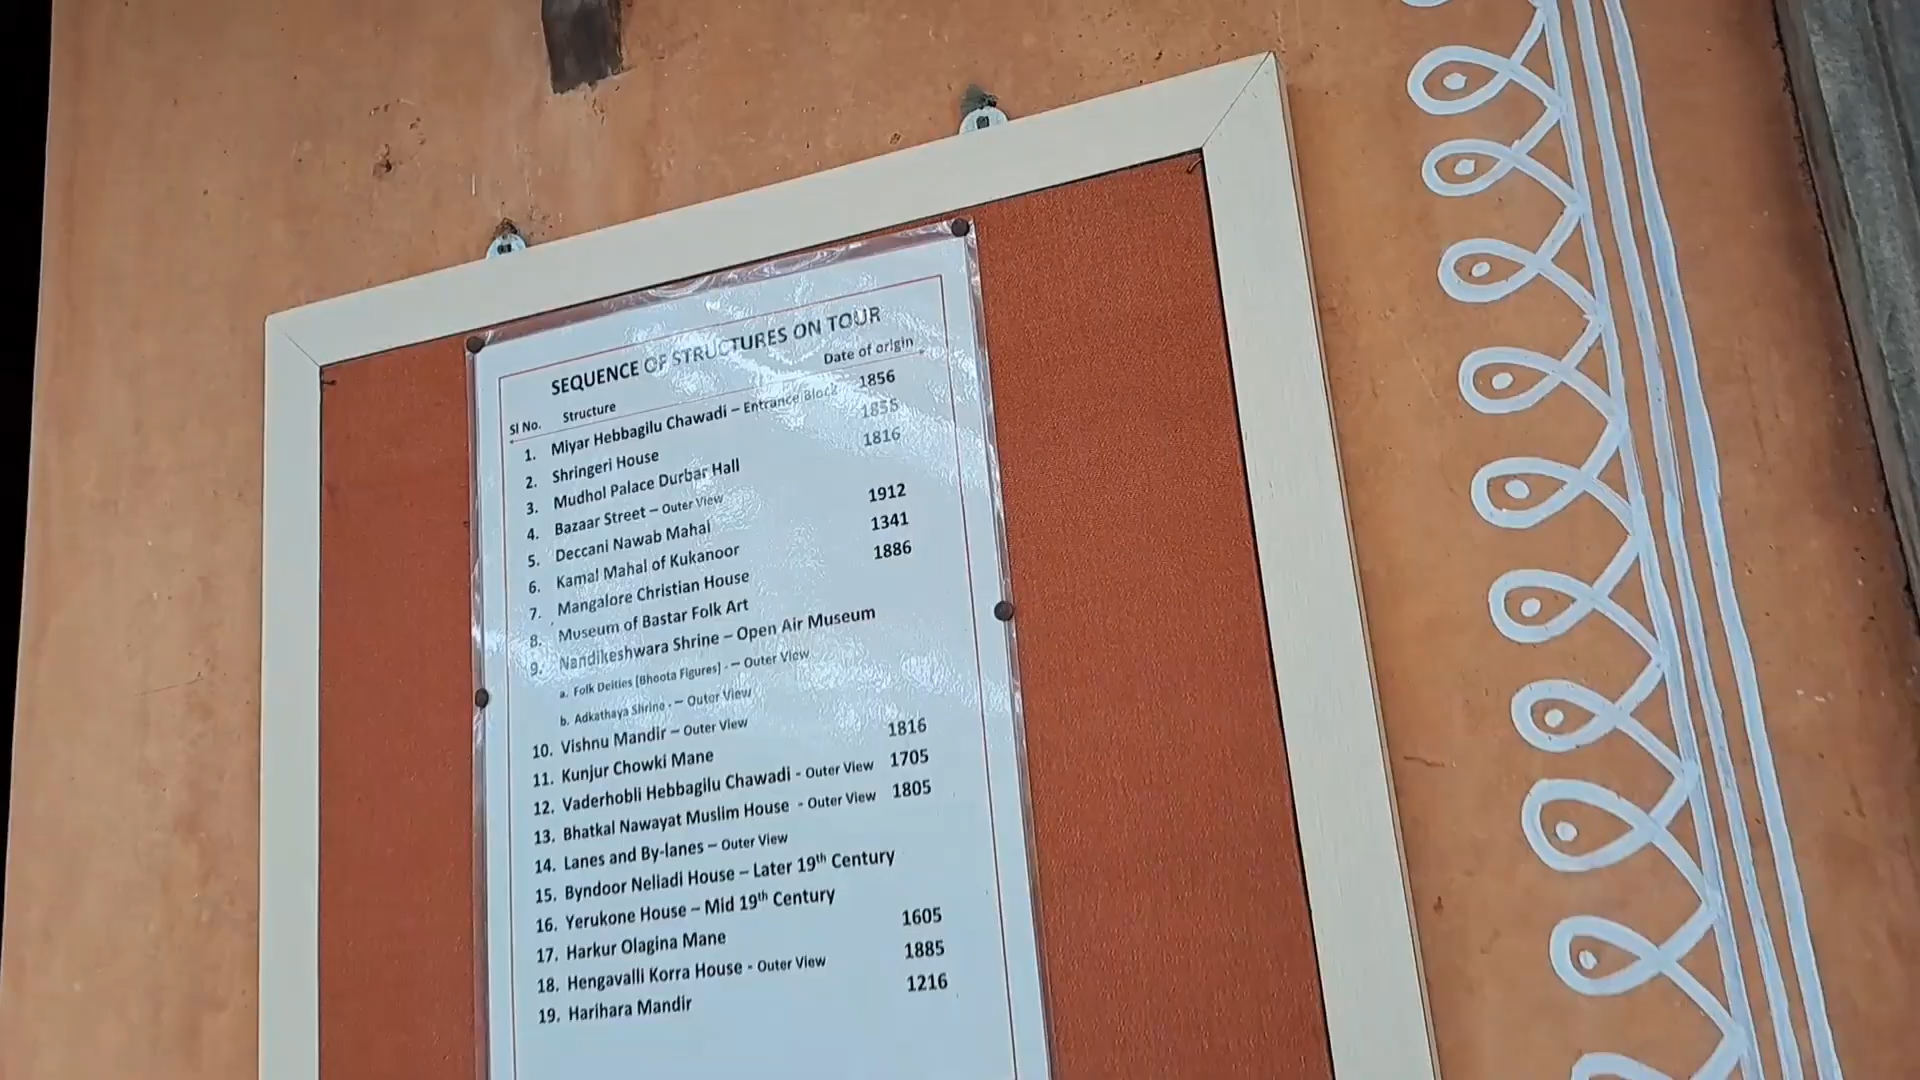 SEQUENCE OF STRUCTURES ON TOUR
Sl No. Structure Date of origin
1. Miyar Hebbagilu Chawadi – Entrance Block 1856
2. Shringeri House 1855
3. Mudhol Palace Durbar Hall 1816
4. Bazaar Street – Outer View
5. Deccani Nawab Mahal 1912
6. Kamal Mahal of Kukanoor 1341
7. Mangalore Christian House 1886
8. Museum of Bastar Folk Art
9. Nandikeshwara Shrine – Open Air Museum
a. Folk Deities [Bhoota Figures] - – Outer View
b. Adkathaya Shrine - – Outer View
10. Vishnu Mandir – Outer View
11. Kunjur Chowki Mane 1816
12. Vaderhobli Hebbagilu Chawadi - Outer View 1705
13. Bhatkal Nawayat Muslim House - Outer View 1805
14. Lanes and By-lanes – Outer View
15. Byndoor Neliadi House – Later 19th Century
16. Yerukone House – Mid 19th Century
17. Harkur Olagina Mane 1605
18. Hengavalli Korra House - Outer View 1885
19. Harihara Mandir 1216